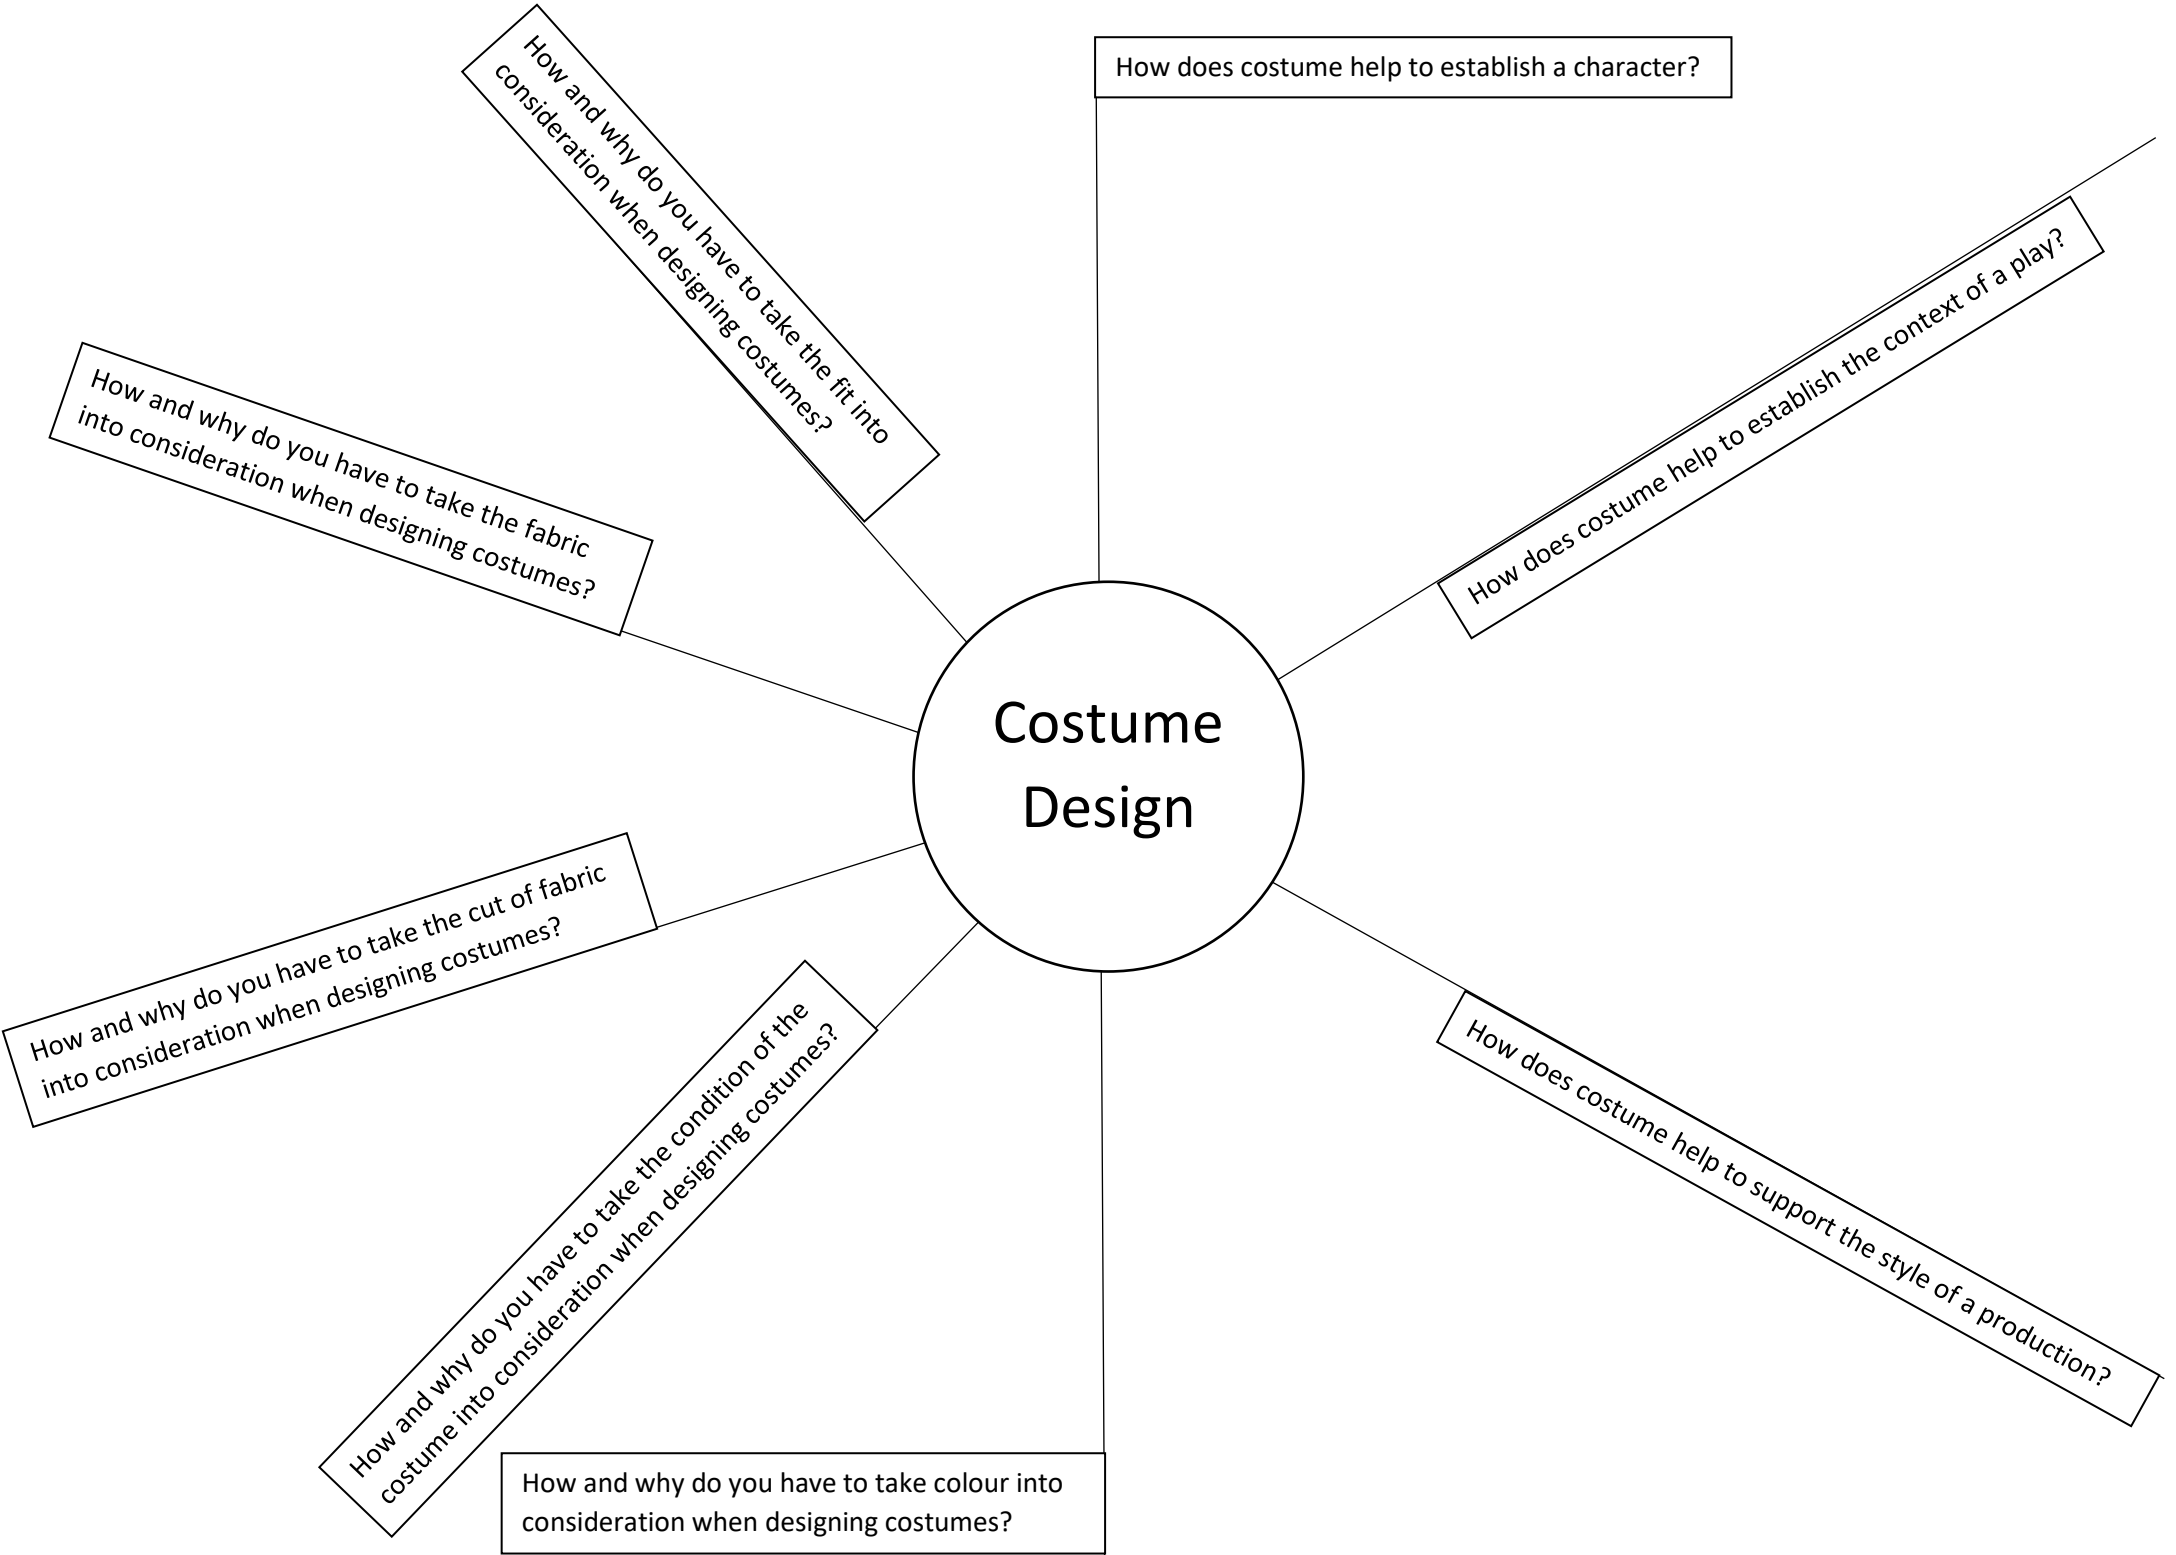 How does costume help to establish a character?
How does costume help to establish the context of a play?
How does costume help to support the style of a production?
How and why do you have to take colour into
consideration when designing costumes?
How and why do you have to take the condition of the
costume into consideration when designing costumes?
How and why do you have to take the cut of fabric
into consideration when designing costumes?
How and why do you have to take the fabric
into consideration when designing costumes?
How and why do you have to take the fit into
consideration when designing costumes?
Costume
Design